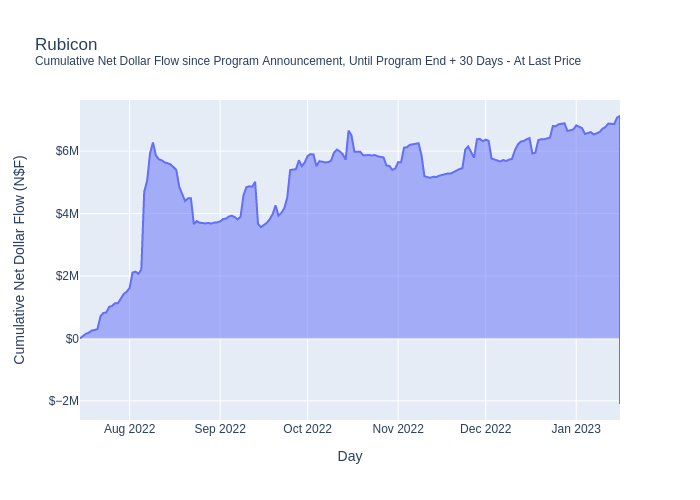 Rubicon
Cumulative Net Dollar Flow since Program Announcement, Until Program End + 30 Days - At Last Price
Cumulative Net Dollar Flow (N$F)
$6M
$4M
$2M
$0
$−2M
Aug 2022
Sep 2022
Oct 2022
Nov 2022
Dec 2022
Jan 2023
Day